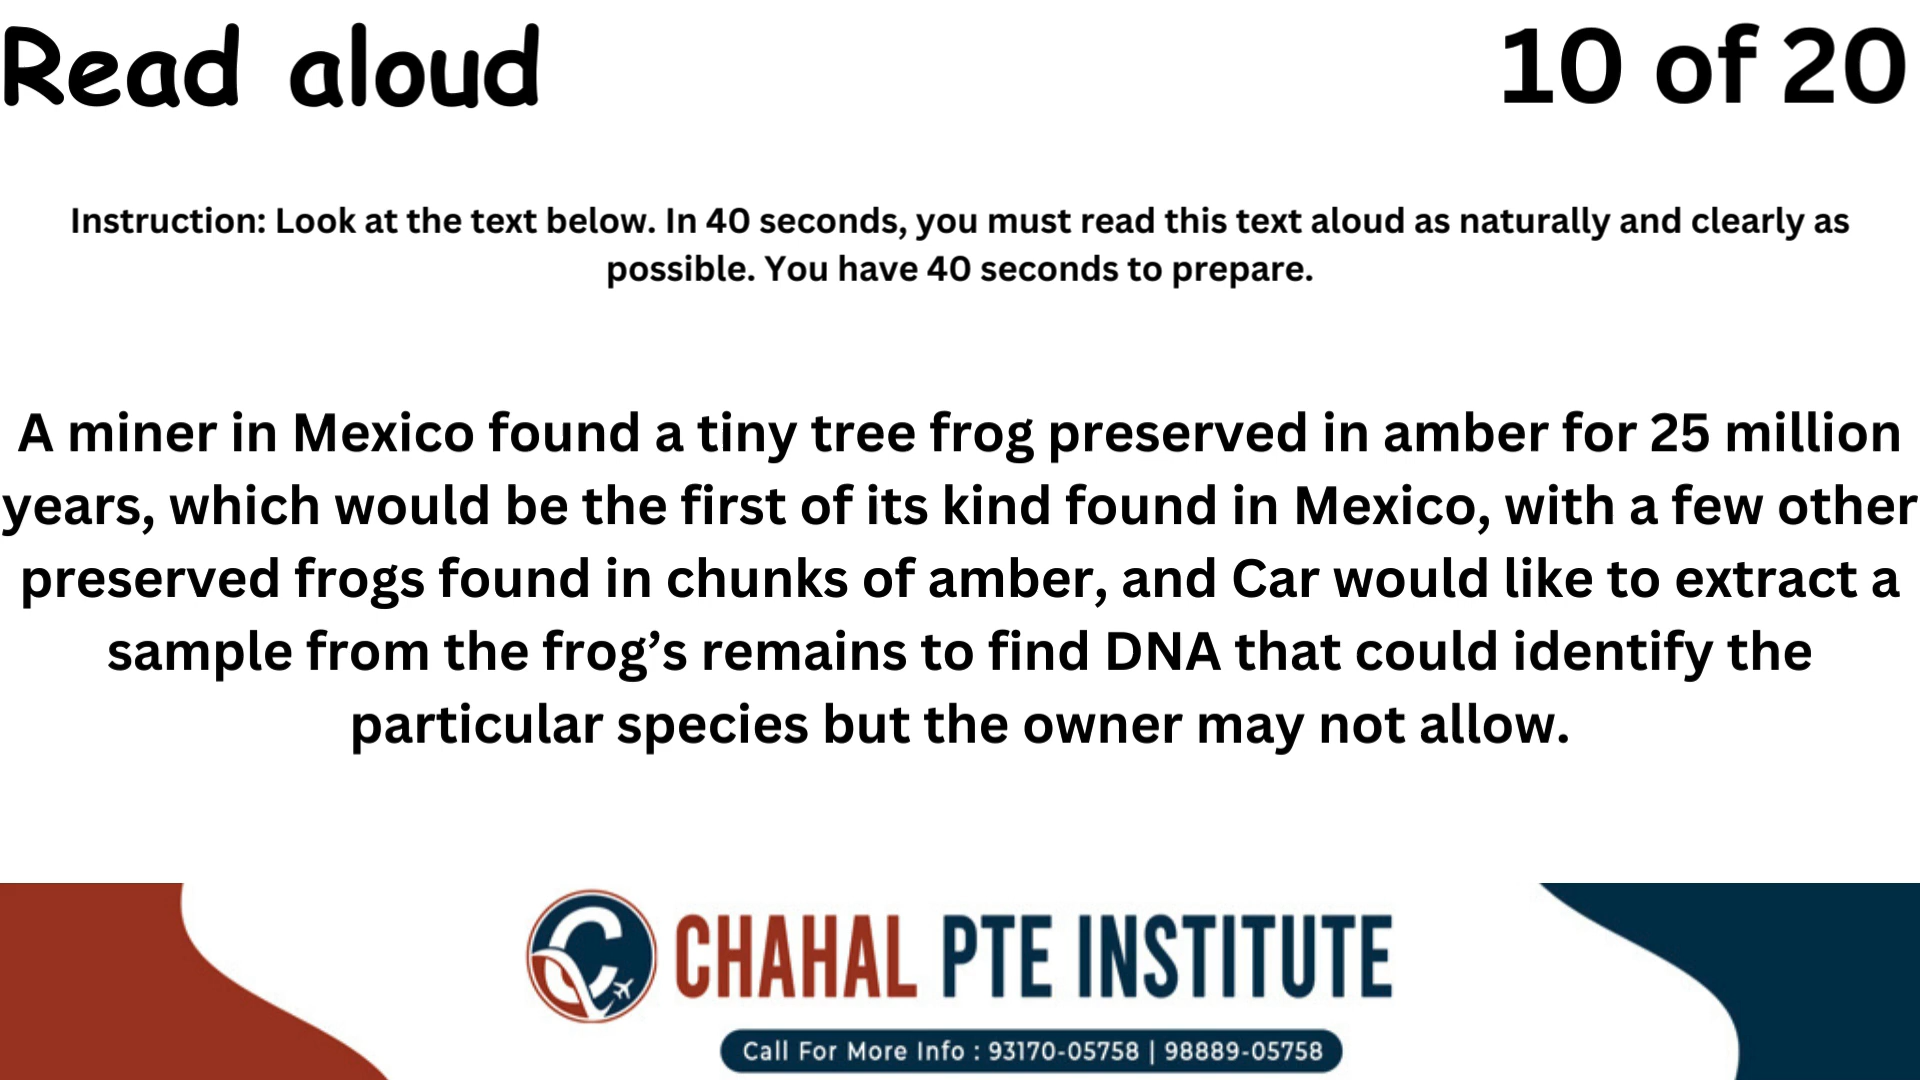 Read aloud
10 of 20
Instruction: Look at the text below. In 40 seconds, you must read this text aloud as naturally and clearly as
possible. You have 40 seconds to prepare.
A miner in Mexico found a tiny tree frog preserved in amber for 25 million
years, which would be the first of its kind found in Mexico, with a few other
preserved frogs found in chunks of amber, and Car would like to extract a
sample from the frog’s remains to find DNA that could identify the
particular species but the owner may not allow.
CHAHAL PTE INSTITUTE
Call For More Info : 93170-05758 | 98889-05758